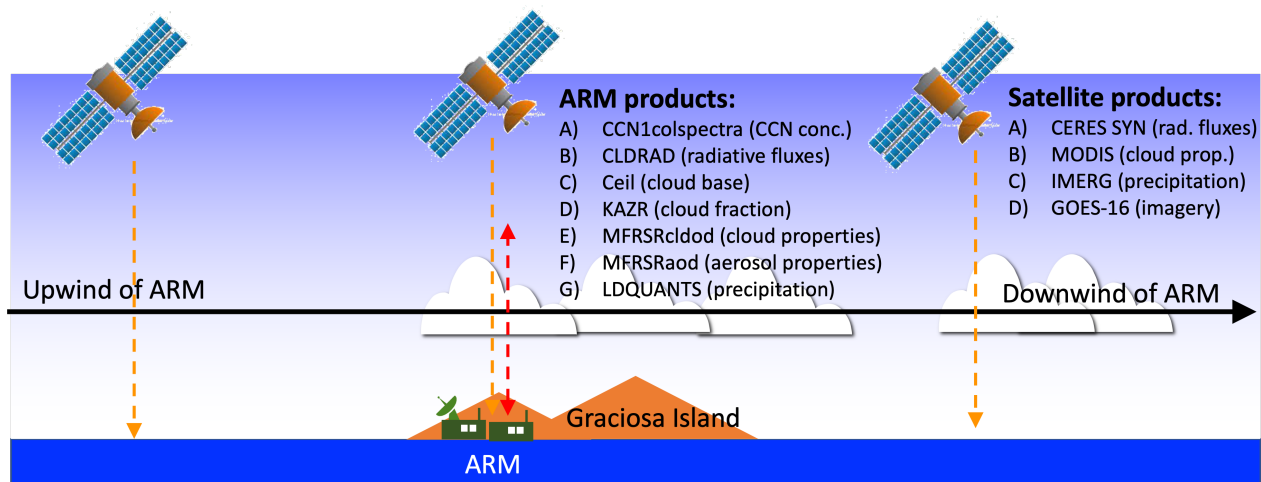 ARM products:
A) CCN1colspectra (CCN conc.)
B) CLDRAD (radiative fluxes)
C) Ceil (cloud base)
D) KAZR (cloud fraction)
E) MFRSRcldod (cloud properties)
F) MFRSRaod (aerosol properties)
G) LDQUANTS (precipitation)
Satellite products:
A) CERES SYN (rad. fluxes)
B) MODIS (cloud prop.)
C) IMERG (precipitation)
D) GOES-16 (imagery)
Upwind of ARM
Downwind of ARM
Graciosa Island
ARM